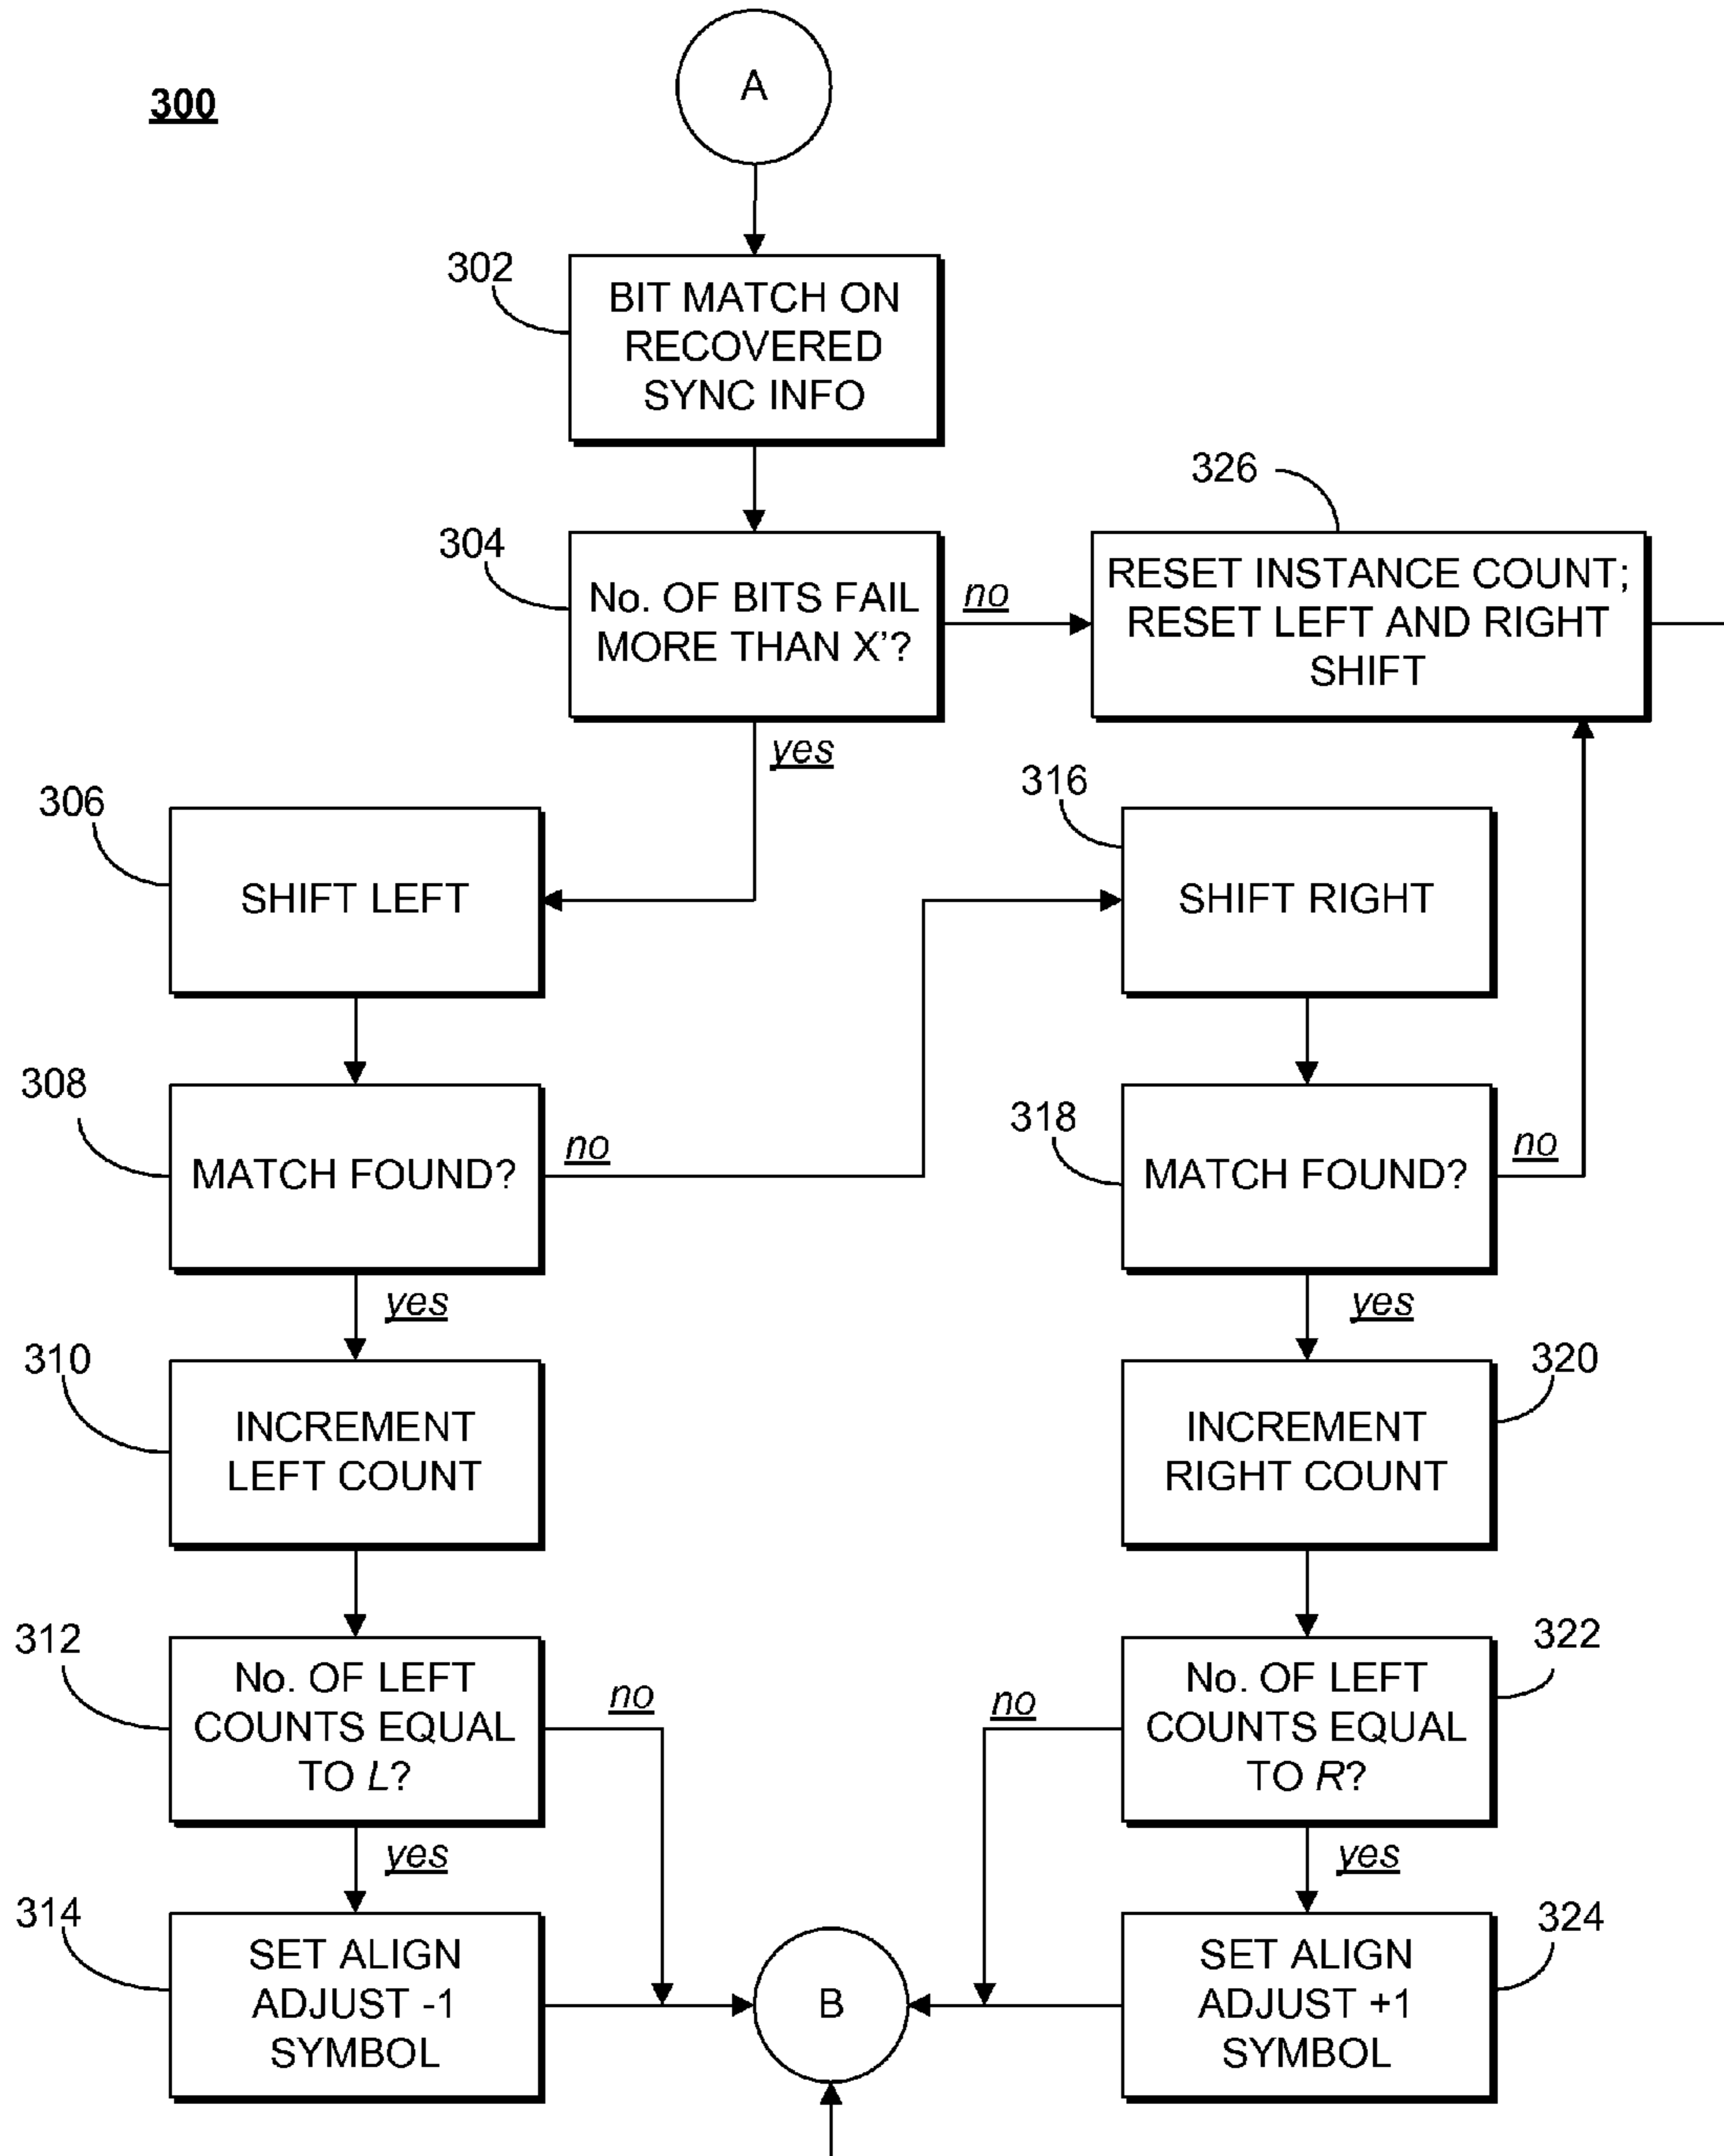 300
A
302
BIT MATCH ON
RECOVERED
SYNC INFO
326
304
No. OF BITS FAIL
MORE THAN X'?
no
RESET INSTANCE COUNT;
RESET LEFT AND RIGHT
SHIFT
yes
306
SHIFT LEFT
316
SHIFT RIGHT
308
MATCH FOUND?
no
318
MATCH FOUND?
no
yes
yes
310
INCREMENT
LEFT COUNT
320
INCREMENT
RIGHT COUNT
312
No. OF LEFT
COUNTS EQUAL
TO L?
no
322
No. OF LEFT
COUNTS EQUAL
TO R?
no
yes
yes
314
SET ALIGN
ADJUST -1
SYMBOL
B
324
SET ALIGN
ADJUST +1
SYMBOL